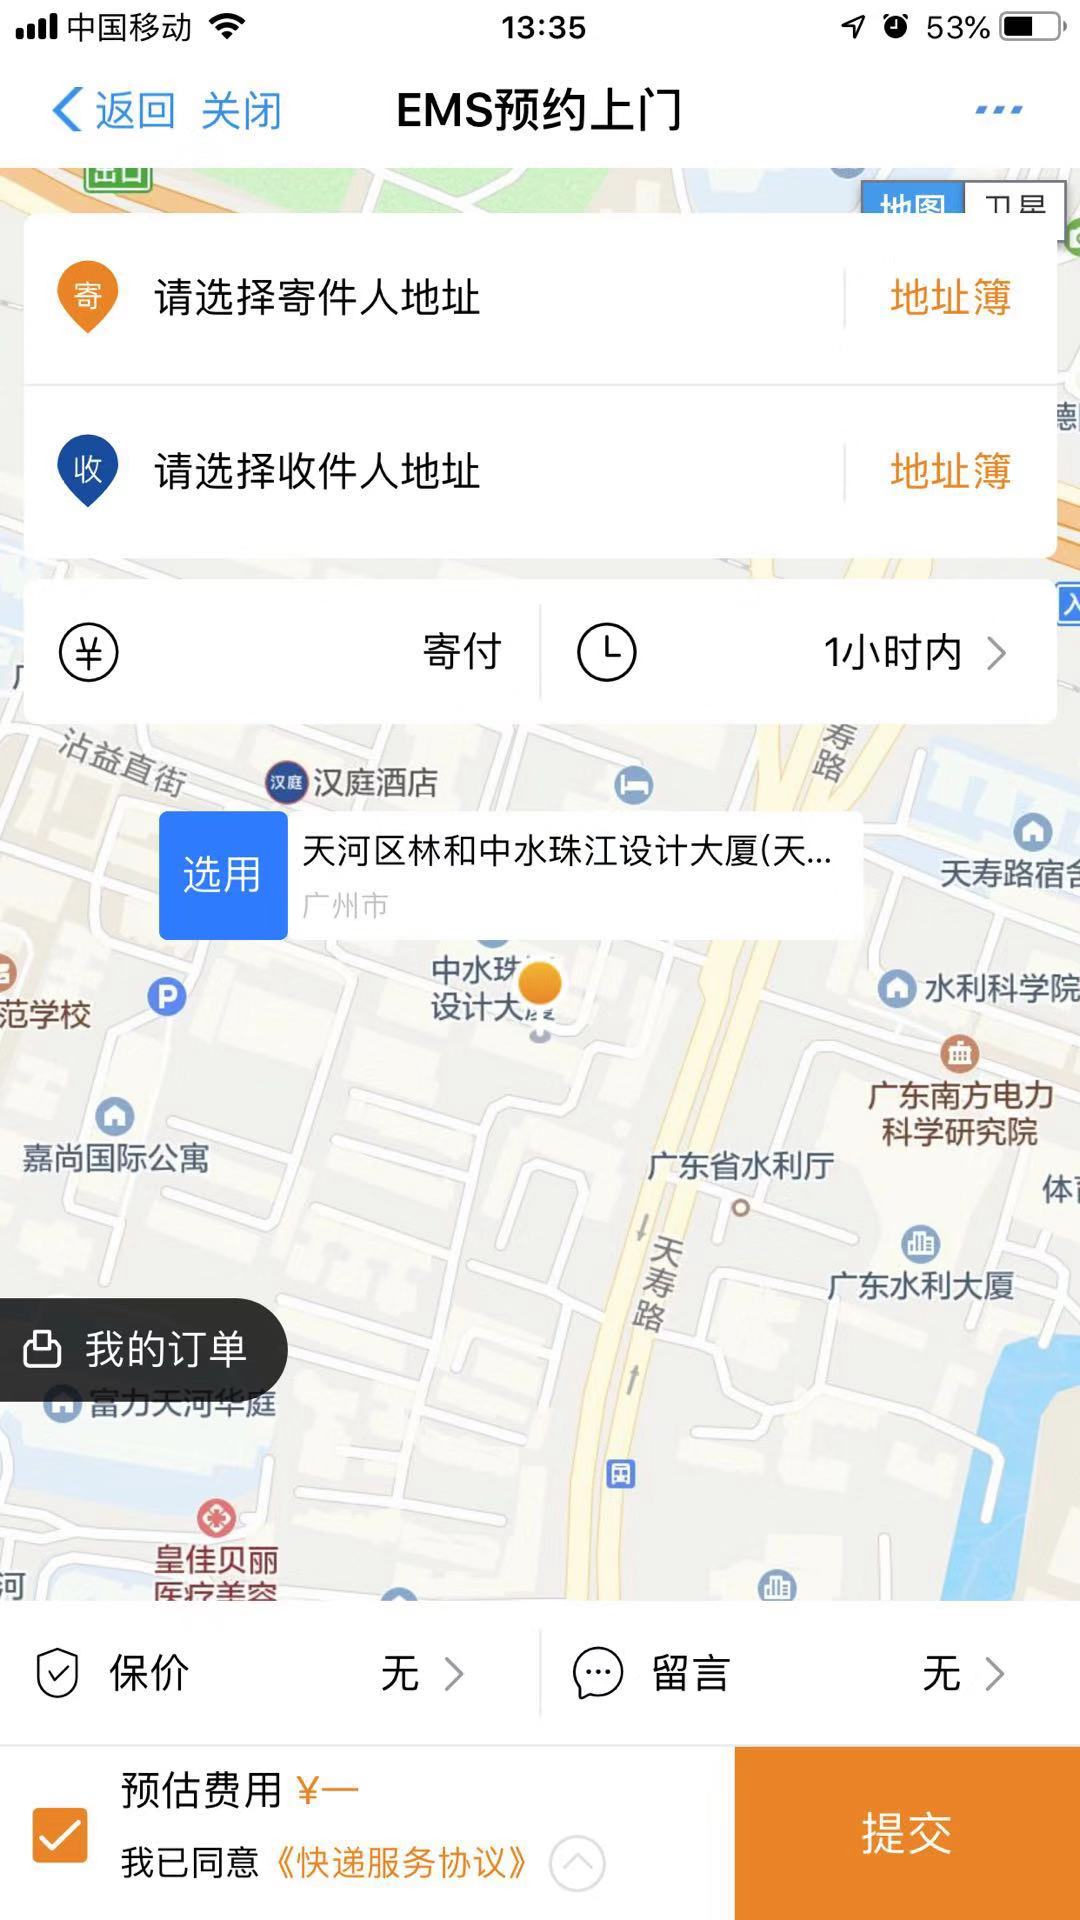 中国移动
13:35
53%
返回 关闭
EMS预约上门
出口
地图
卫星
寄
请选择寄件人地址
地址簿
收
请选择收件人地址
地址簿
寄付
1小时内
沾益直街
汉庭
汉庭酒店
寿路
选用
天河区林和中水珠江设计大厦(天...
广州市
天寿路宿舍
中水珠
设计大厦
P
水利科学院
范学校
广东南方电力
科学研究院
嘉尚国际公寓
广东省水利厅
体育
天寿路
广东水利大厦
我的订单
富力天河华庭
皇佳贝丽
医疗美容
河
保价
无
留言
无
预估费用 ¥—
我已同意《快递服务协议》
提交